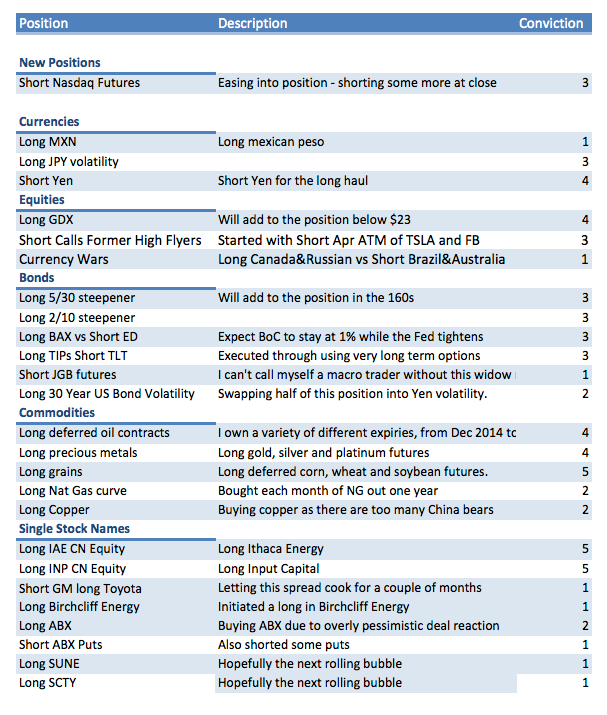 Position Description Conviction
New Positions
Short Nasdaq Futures Easing into position - shorting some more at close 3
Currencies
Long MXN Long mexican peso 1
Long JPY volatility 3
Short Yen Short Yen for the long haul 4
Equities
Long GDX Will add to the position below $23 4
Short Calls Former High Flyers Started with Short Apr ATM of TSLA and FB 3
Currency Wars Long Canada&Russian vs Short Brazil&Australia 1
Bonds
Long 5/30 steepener Will add to the position in the 160s 3
Long 2/10 steepener 3
Long BAX vs Short ED Expect BoC to stay at 1% while the Fed tightens 3
Long TIPs Short TLT Executed through using very long term options 3
Short JGB futures I can't call myself a macro trader without this widow 1
Long 30 Year US Bond Volatility Swapping half of this position into Yen volatility. 2
Commodities
Long deferred oil contracts I own a variety of different expiries, from Dec 2014 to 4
Long precious metals Long gold, silver and platinum futures 4
Long grains Long deferred corn, wheat and soybean futures. 5
Long Nat Gas curve Bought each month of NG out one year 2
Long Copper Buying copper as there are too many China bears 2
Single Stock Names
Long IAE CN Equity Long Ithaca Energy 5
Long INP CN Equity Long Input Capital 5
Short GM long Toyota Letting this spread cook for a couple of months 1
Long Birchcliff Energy Initiated a long in Birchcliff Energy 1
Long ABX Buying ABX due to overly pessimistic deal reaction 2
Short ABX Puts Also shorted some puts 1
Long SUNE Hopefully the next rolling bubble 1
Long SCTY Hopefully the next rolling bubble 1